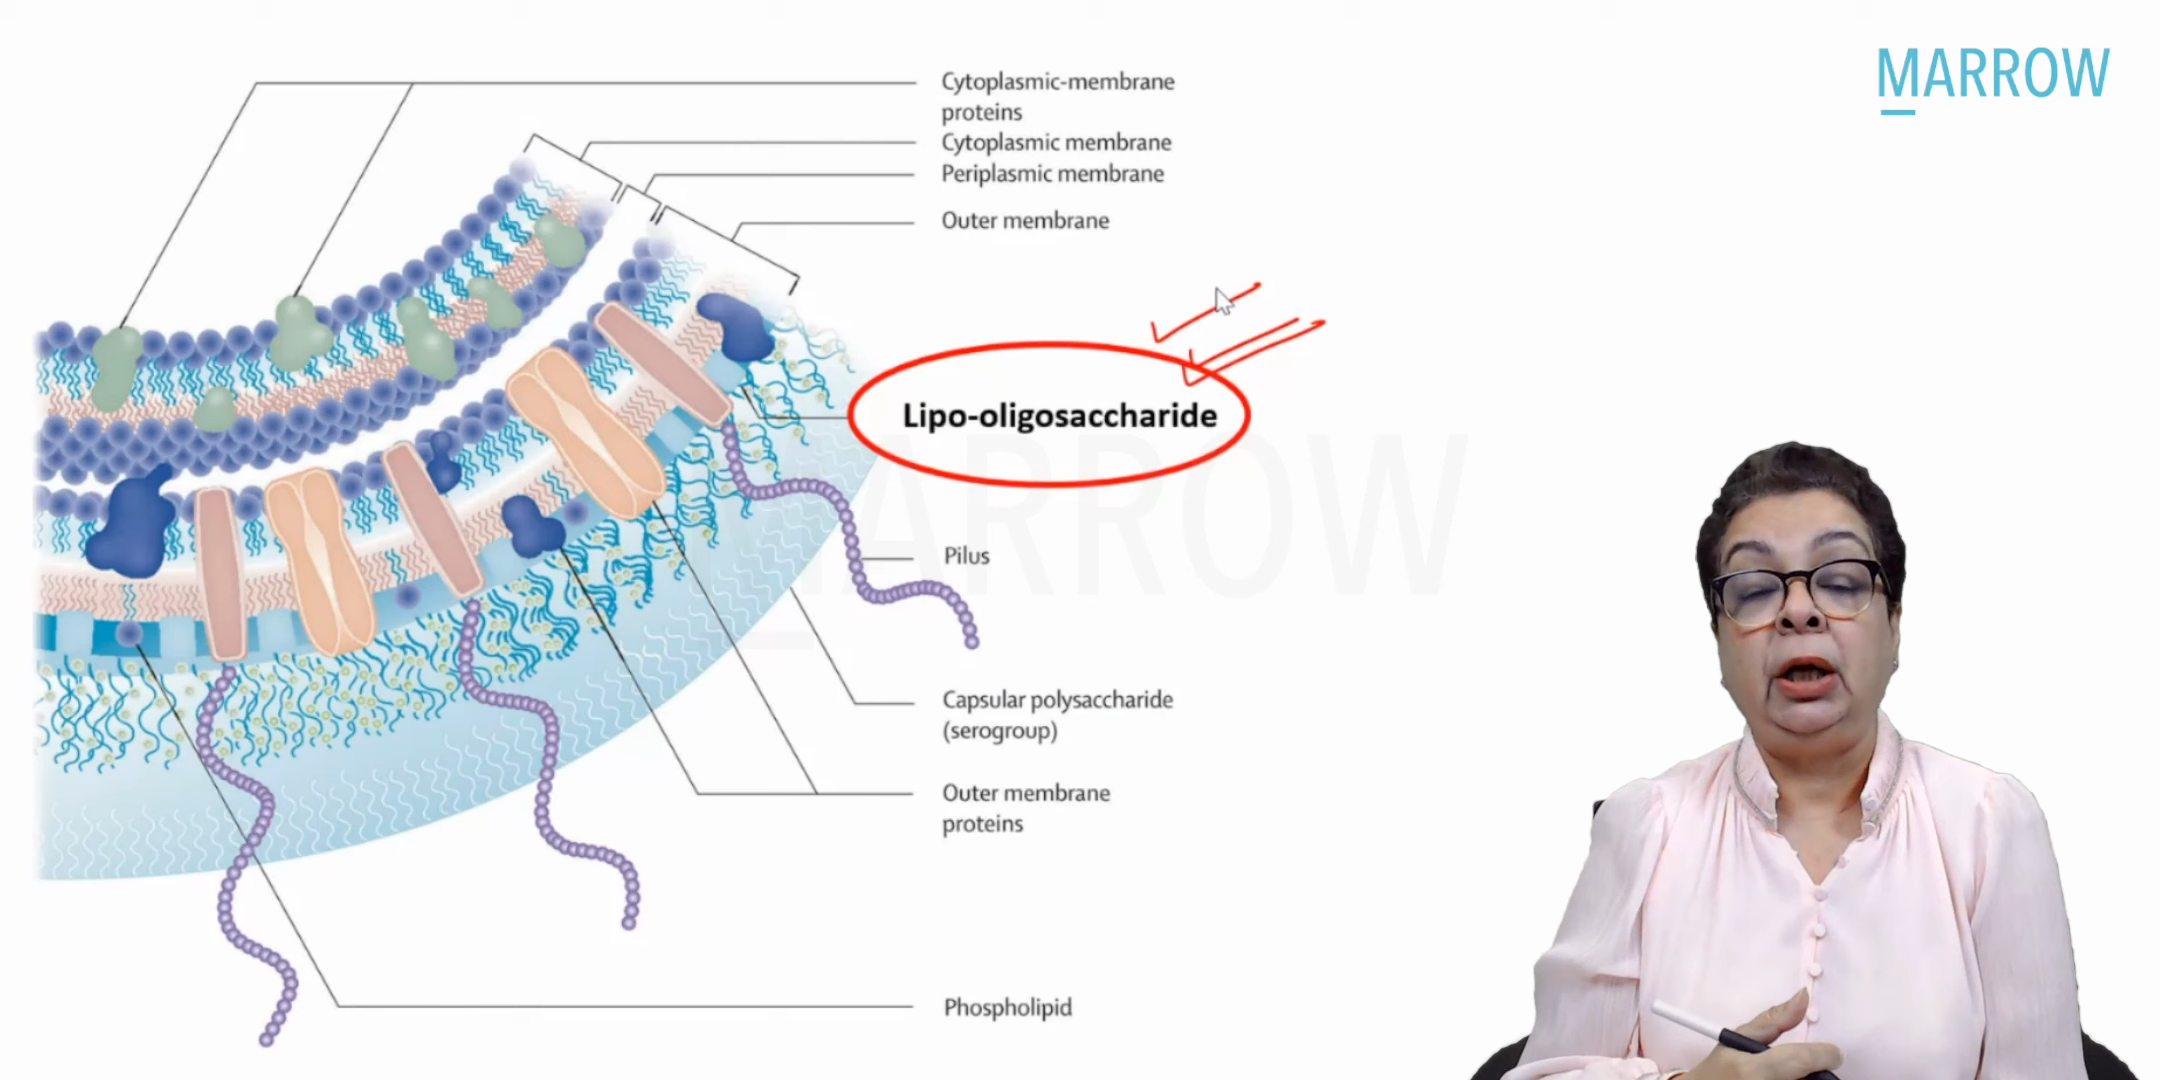 MARROW
Cytoplasmic-membrane
proteins
Cytoplasmic membrane
Periplasmic membrane
Outer membrane
Lipo-oligosaccharide
MARROW
Pilus
Capsular polysaccharide
(serogroup)
Outer membrane
proteins
Phospholipid